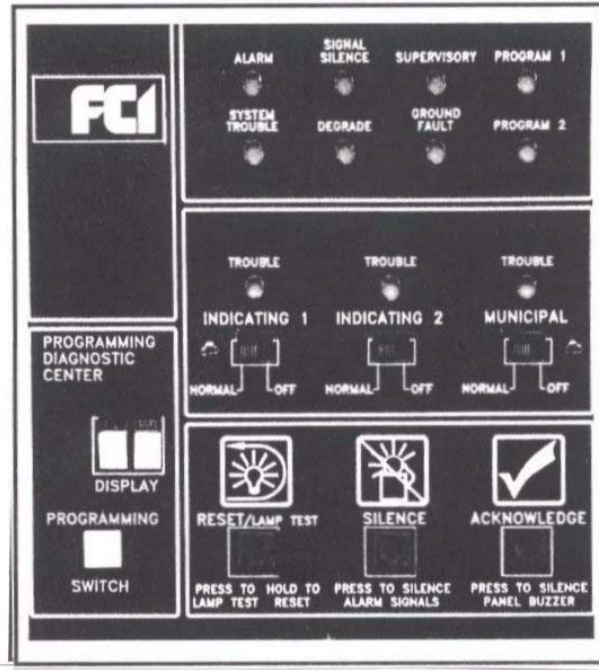 FCI
ALARM
SIGNAL
SILENCE
SUPERVISORY
PROGRAM 1
SYSTEM
TROUBLE
DEGRADE
GROUND
FAULT
PROGRAM 2
TROUBLE
TROUBLE
TROUBLE
INDICATING 1
INDICATING 2
MUNICIPAL
NORMAL
OFF
NORMAL
OFF
NORMAL
OFF
PROGRAMMING
DIAGNOSTIC
CENTER
DISPLAY
PROGRAMMING
SWITCH
RESET/LAMP TEST
SILENCE
ACKNOWLEDGE
PRESS TO HOLD TO
LAMP TEST RESET
PRESS TO SILENCE
ALARM SIGNALS
PRESS TO SILENCE
PANEL BUZZER